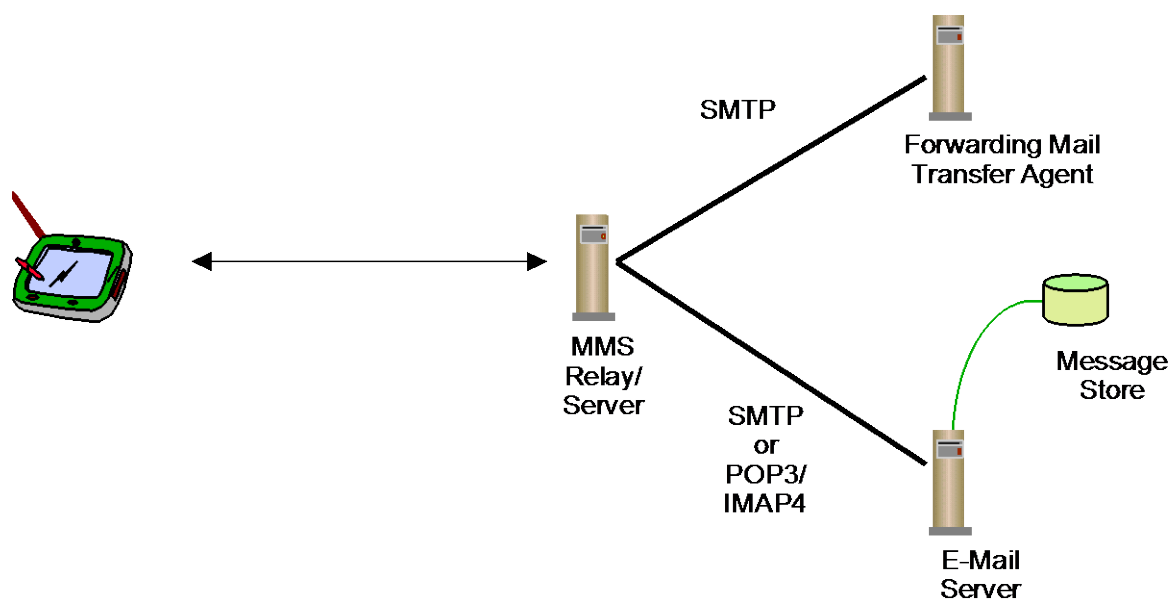 SMTP
Forwarding Mail
Transfer Agent
MMS
Relay/
Server
Message
Store
SMTP
or
POP3/
IMAP4
E-Mail
Server